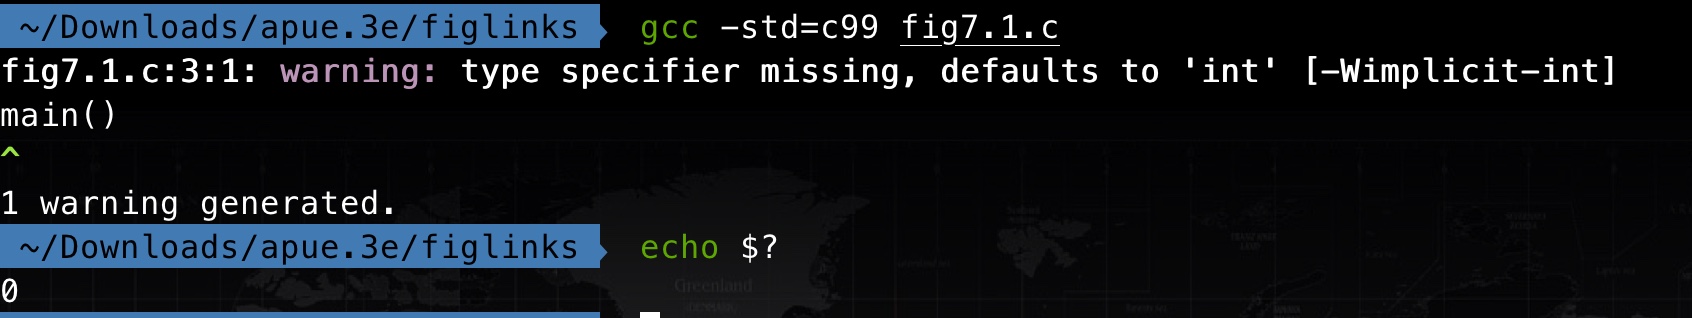 ~/Downloads/apue.3e/figlinks gcc -std=c99 fig7.1.c
fig7.1.c:3:1: warning: type specifier missing, defaults to 'int' [-Wimplicit-int]
main()
^
1 warning generated.
~/Downloads/apue.3e/figlinks echo $?
0
Greenland